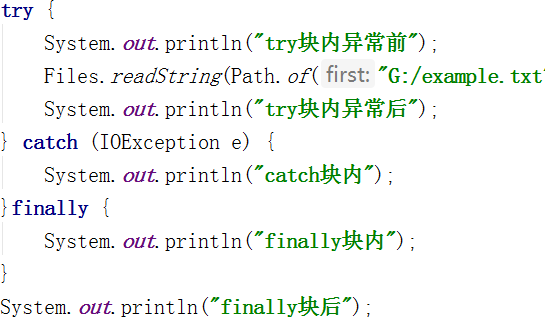 try {
System.out.println("try块内异常前");
Files.readString(Path.of( first: "G:/example.txt"
System.out.println("try块内异常后");
} catch (IOException e) {
System.out.println("catch块内");
}finally {
System.out.println("finally块内");
}
System.out.println("finally块后");